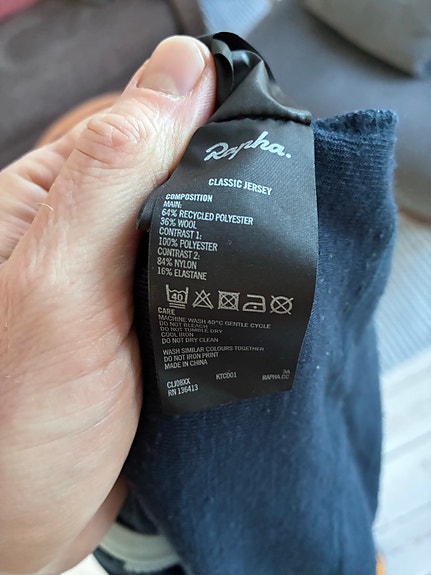 Rapha.
CLASSIC JERSEY
COMPOSITION
MAIN:
64% RECYCLED POLYESTER
36% WOOL
CONTRAST 1:
100% POLYESTER
CONTRAST 2:
84% NYLON
16% ELASTANE
40
CARE
MACHINE WASH 40°C GENTLE CYCLE
DO NOT BLEACH
DO NOT TUMBLE DRY
COOL IRON
DO NOT DRY CLEAN
WASH SIMILAR COLOURS TOGETHER
DO NOT IRON PRINT
MADE IN CHINA
CLJ08XX KTC001
RN 136413 RAPHA.CC